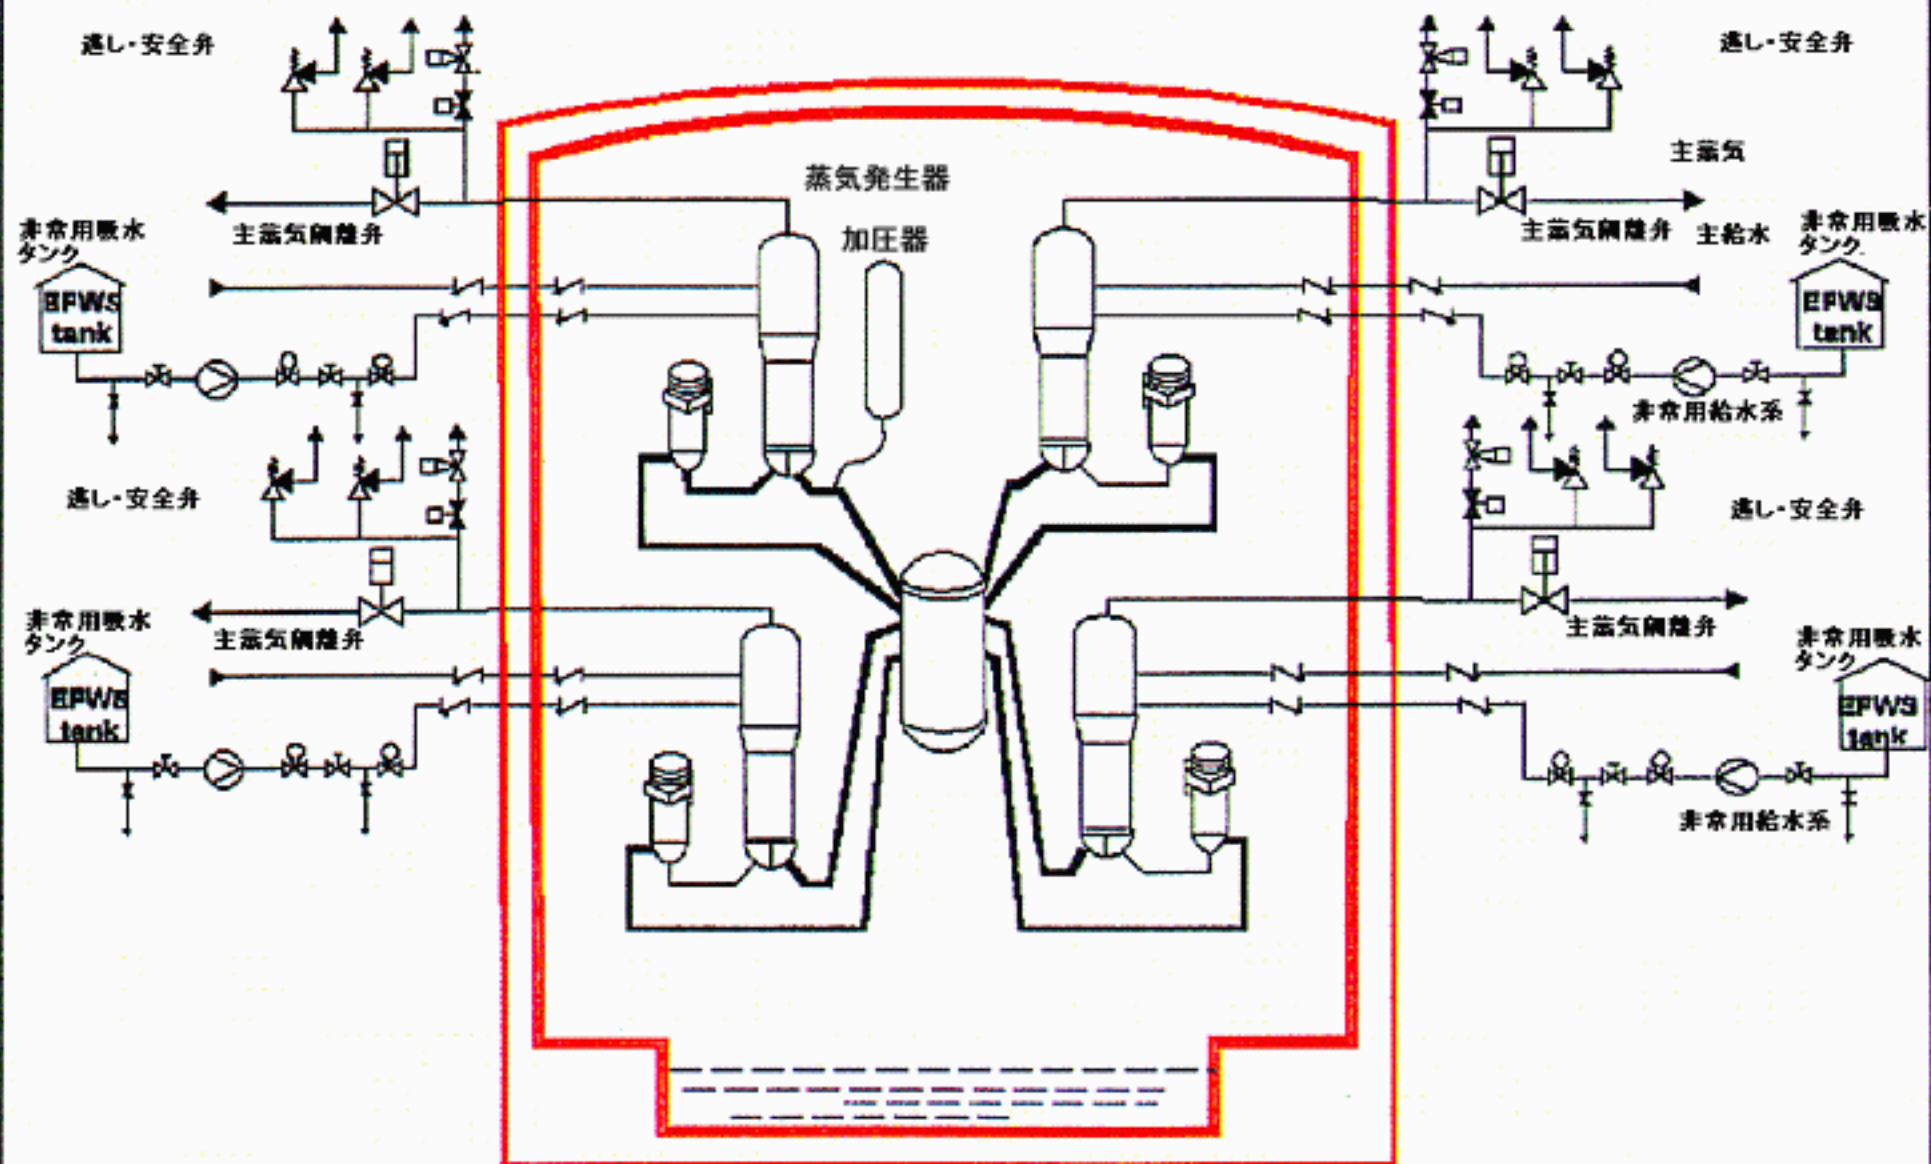 逃し・安全弁
逃し・安全弁
主蒸気
蒸気発生器
非常用吸水
タンク
主蒸気隔離弁
加圧器
主蒸気隔離弁
主給水
非常用吸水
タンク
EFWS
tank
EFWS
tank
非常用給水系
逃し・安全弁
逃し・安全弁
非常用吸水
タンク
主蒸気隔離弁
主蒸気隔離弁
非常用吸水
タンク
EFWS
tank
EFWS
tank
非常用給水系